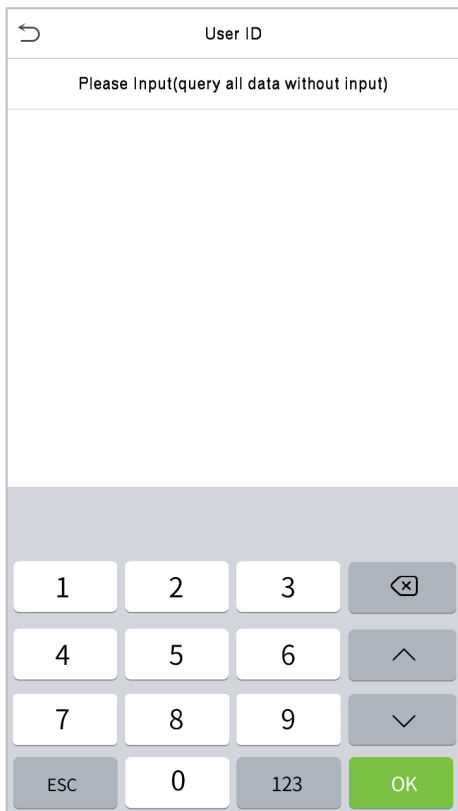 User ID
Please Input(query all data without input)
1 2 3
4 5 6
7 8 9
ESC 0 123 OK